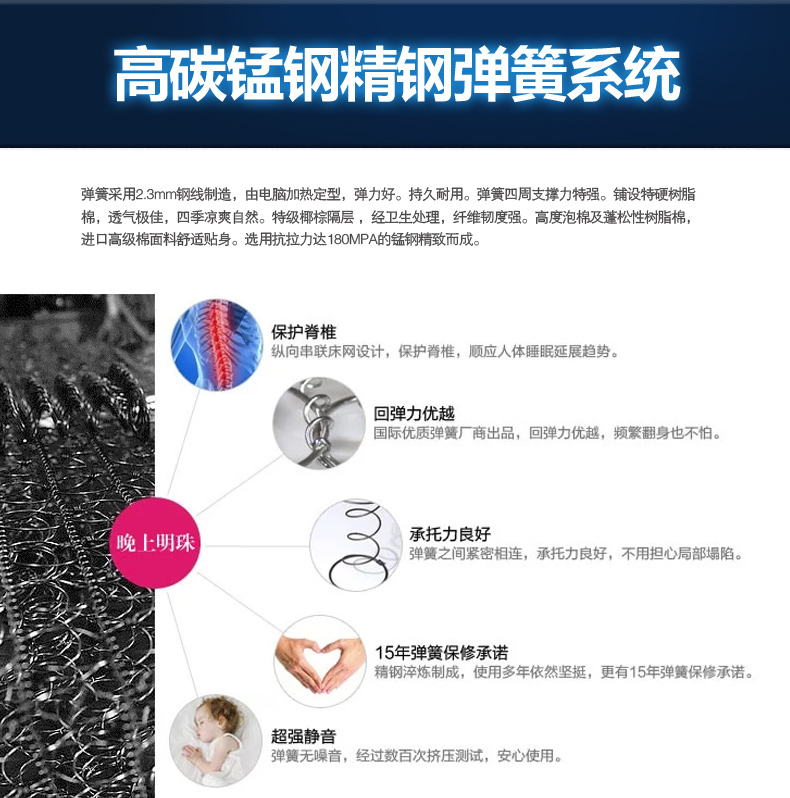 高碳锰钢精钢弹簧系统
弹簧采用2.3mm钢线制造，由电脑加热定型，弹力好。持久耐用。弹簧四周支撑力特强。铺设特硬树脂
棉，透气极佳，四季凉爽自然。特级椰棕隔层 ，经卫生处理，纤维韧度强。高度泡棉及蓬松性树脂棉，
进口高级棉面料舒适贴身。选用抗拉力达180MPA的锰钢精致而成。
保护脊椎
纵向串联床网设计，保护脊椎，顺应人体睡眠延展趋势。
回弹力优越
国际优质弹簧厂商出品，回弹力优越，频繁翻身也不怕。
晚上明珠
承托力良好
弹簧之间紧密相连，承托力良好，不用担心局部塌陷。
15年弹簧保修承诺
精钢淬炼制成，使用多年依然坚挺，更有15年弹簧保修承诺。
超强静音
弹簧无噪音，经过数百次挤压测试，安心使用。